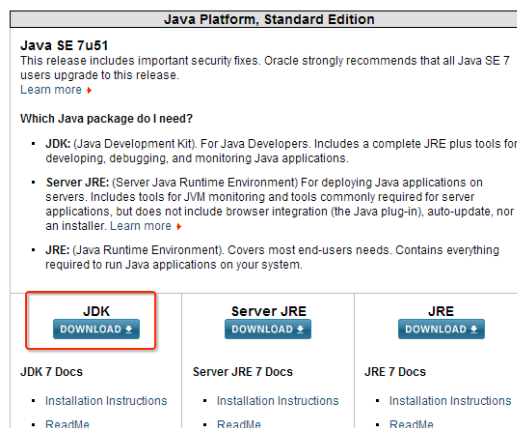 Java Platform, Standard Edition
Java SE 7u51
This release includes important security fixes. Oracle strongly recommends that all Java SE 7
users upgrade to this release.
Learn more
Which Java package do I need?
JDK: (Java Development Kit). For Java Developers. Includes a complete JRE plus tools for
developing, debugging, and monitoring Java applications.
Server JRE: (Server Java Runtime Environment) For deploying Java applications on
servers. Includes tools for JVM monitoring and tools commonly required for server
applications, but does not include browser integration (the Java plug-in), auto-update, nor
an installer. Learn more
JRE: (Java Runtime Environment). Covers most end-users needs. Contains everything
required to run Java applications on your system.
JDK Server JRE JRE
DOWNLOAD DOWNLOAD DOWNLOAD
JDK 7 Docs Server JRE 7 Docs JRE 7 Docs
Installation Instructions Installation Instructions Installation Instructions
ReadMe ReadMe ReadMe